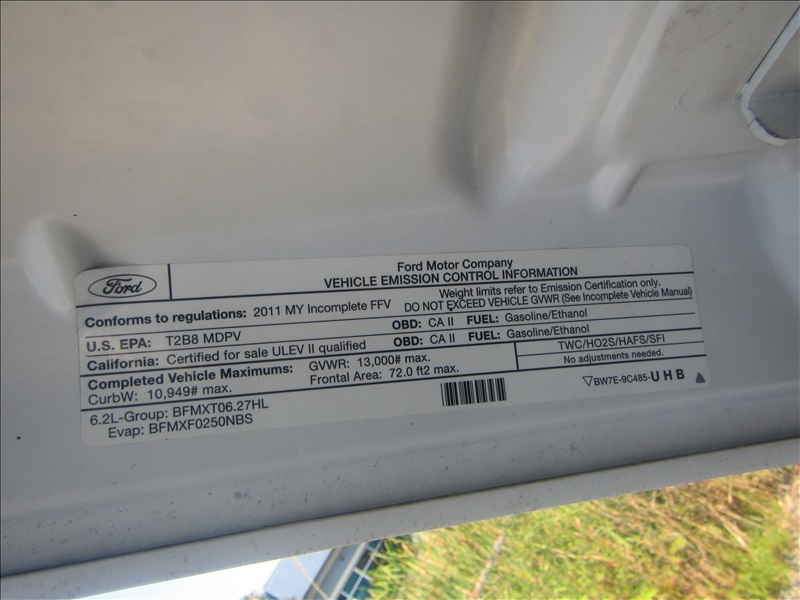 Ford
Ford Motor Company
VEHICLE EMISSION CONTROL INFORMATION
Conforms to regulations: 2011 MY Incomplete FFV
Weight limits refer to Emission Certification only.
DO NOT EXCEED VEHICLE GVWR (See Incomplete Vehicle Manual)
U.S. EPA: T2B8 MDPV OBD: CA II FUEL: Gasoline/Ethanol
California: Certified for sale ULEV II qualified OBD: CA II FUEL: Gasoline/Ethanol
Completed Vehicle Maximums: GVWR: 13,000# max.
CurbW: 10,949# max. Frontal Area: 72.0 ft2 max.
TWC/HO2S/HAFS/SFI
No adjustments needed.
6.2L-Group: BFMXT06.27HL
Evap: BFMXF0250NBS
BW7E-9C485-UHB